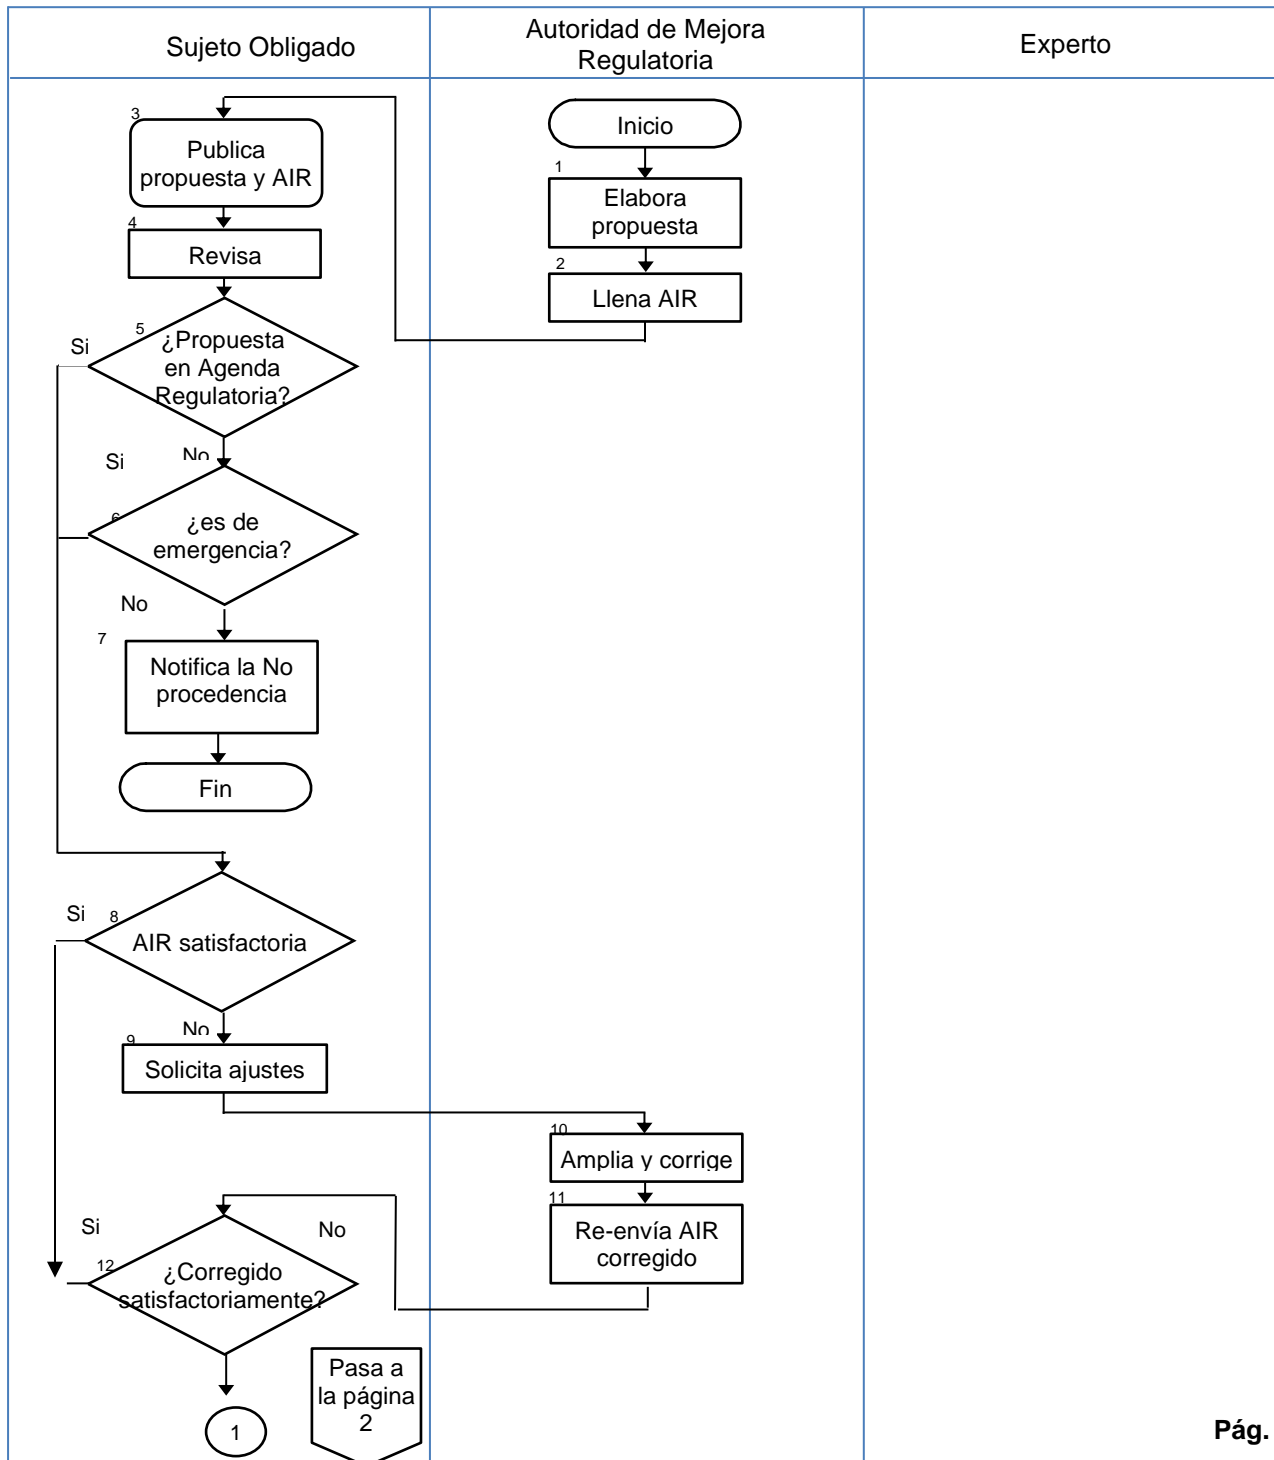 Sujeto Obligado
Autoridad de Mejora
Regulatoria
Experto
Inicio
1
Elabora
propuesta
2
Llena AIR
3
Publica
propuesta y AIR
4
Revisa
5
Si
¿Propuesta
en Agenda
Regulatoria?
No
Si
6
¿es de
emergencia?
No
7
Notifica la No
procedencia
Fin
Si
8
AIR satisfactoria
No
9
Solicita ajustes
10
Amplia y corrige
11
Re-envía AIR
corregido
Si
No
12
¿Corregido
satisfactoriamente?
1
Pasa a
la página
2
Pág.